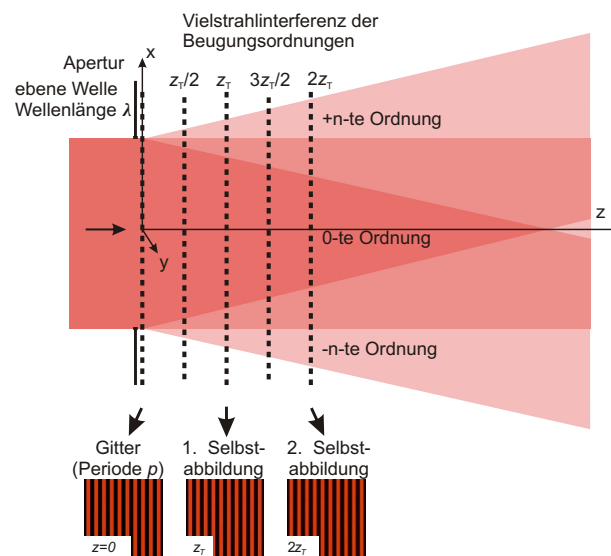 Vielstrahlinterferenz der
Beugungsordnungen
x
Apertur
ebene Welle
Wellenlänge λ
z_T/2
z_T
3z_T/2
2z_T
+n-te Ordnung
z
0-te Ordnung
y
-n-te Ordnung
Gitter
(Periode p)
1. Selbst-
abbildung
2. Selbst-
abbildung
z=0
z_T
2z_T